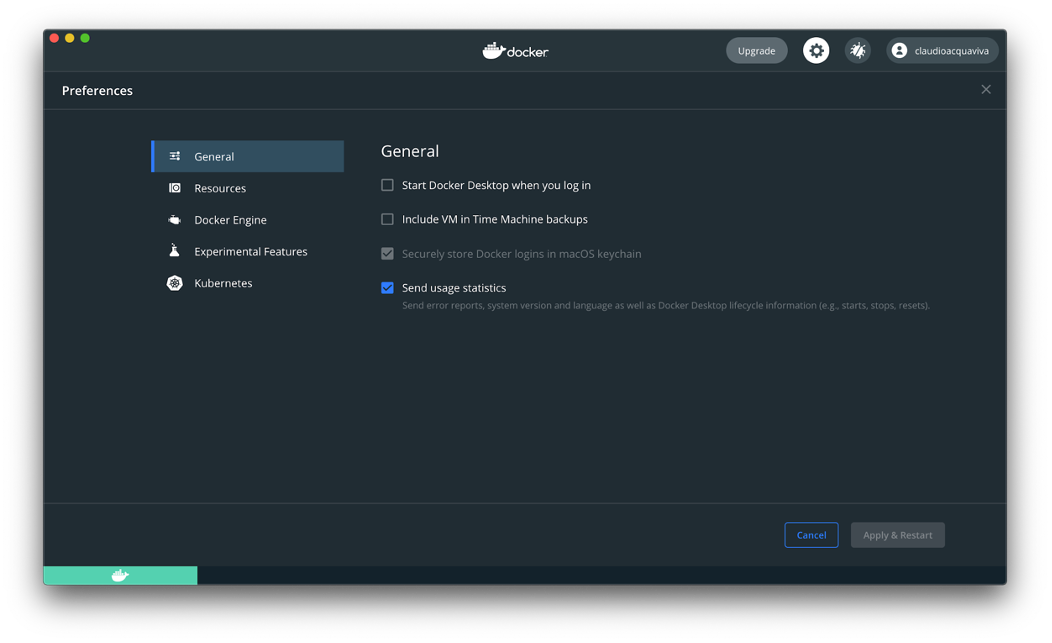 docker
Upgrade
claudioacquaviva
Preferences
General
Resources
Docker Engine
Experimental Features
Kubernetes
General
Start Docker Desktop when you log in
Include VM in Time Machine backups
Securely store Docker logins in macOS keychain
Send usage statistics
Send error reports, system version and language as well as Docker Desktop lifecycle information (e.g., starts, stops, resets).
Cancel
Apply & Restart